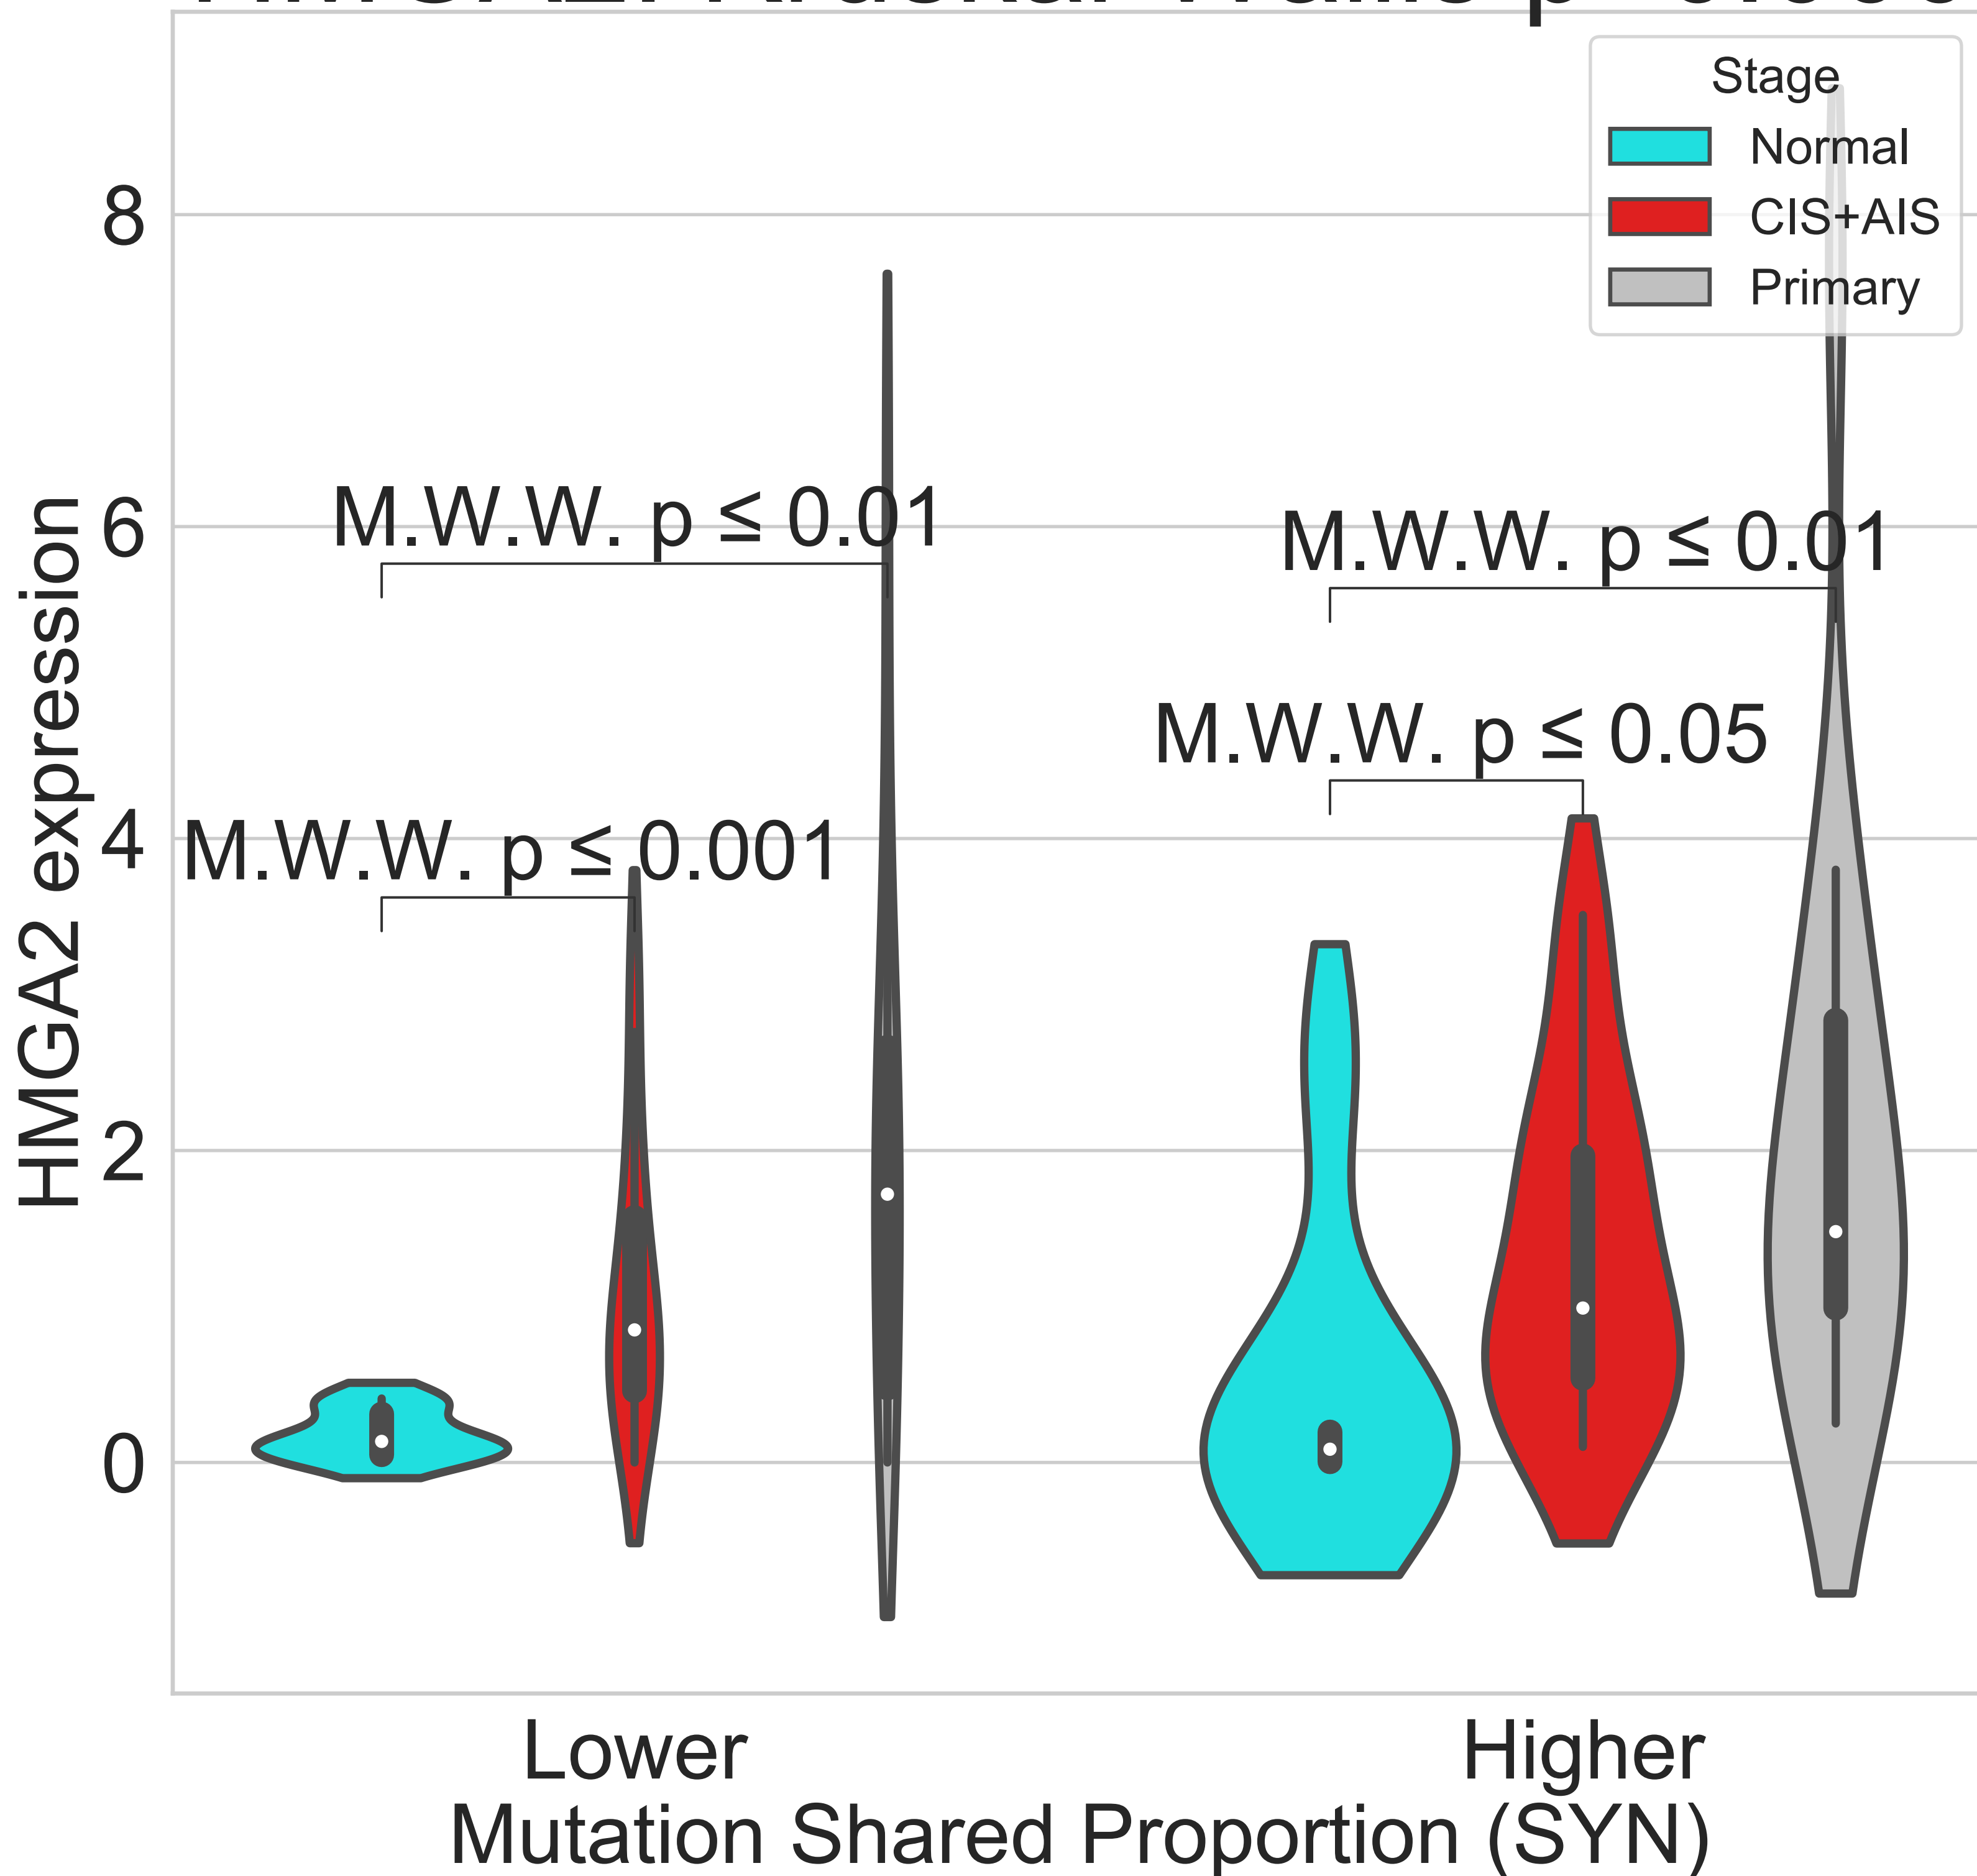 Stage
Normal
CIS+AIS
Primary
8
6
4
2
0
HMGA2 expression
M.W.W. p ≤ 0.01
M.W.W. p ≤ 0.01
M.W.W. p ≤ 0.05
M.W.W. p ≤ 0.001
Lower
Higher
Mutation Shared Proportion (SYN)